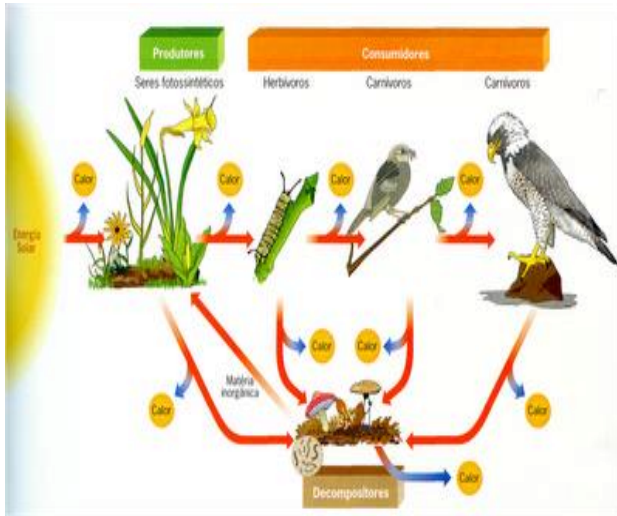 Produtores
Consumidores
Seres fotossintéticos
Herbívoros
Carnívoros
Carnívoros
Calor
Calor
Calor
Calor
Energia
Solar
Calor
Calor
Matéria
inorgânica
Calor
Calor
Calor
Decompositores